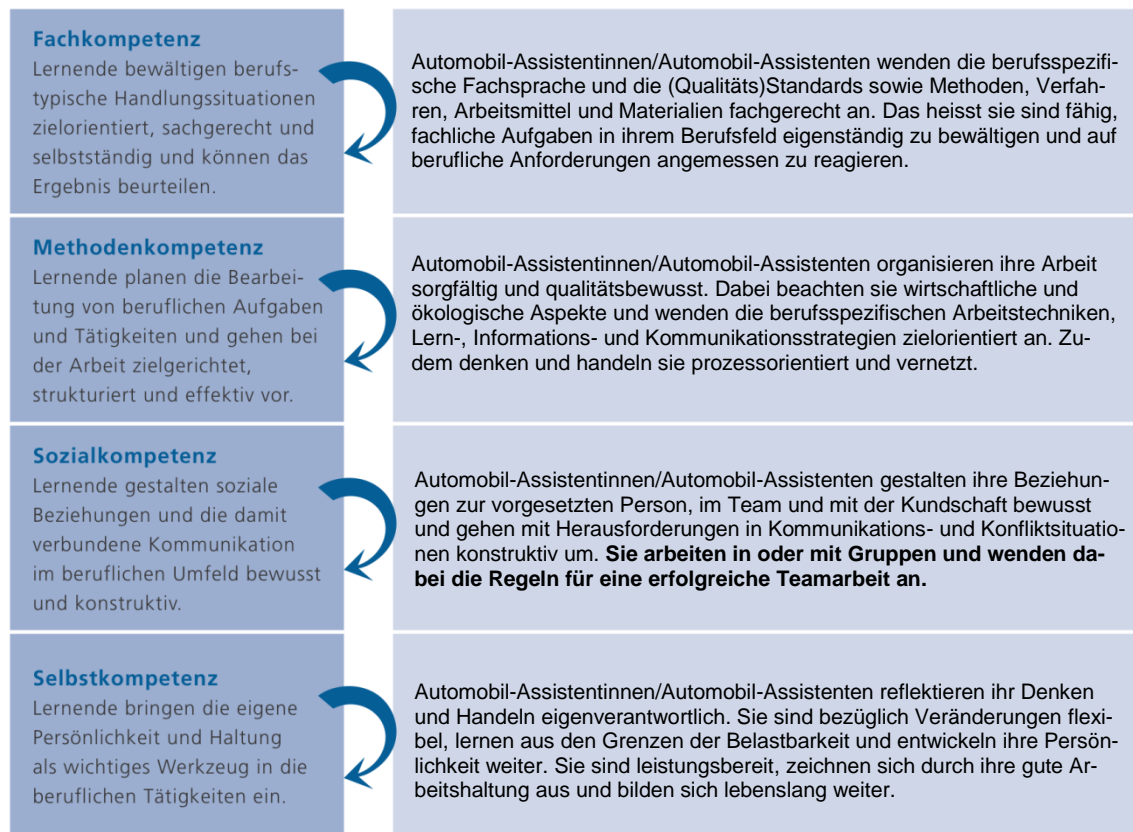 Fachkompetenz
Lernende bewältigen berufs-
typische Handlungssituationen
zielorientiert, sachgerecht und
selbstständig und können das
Ergebnis beurteilen.
Automobil-Assistentinnen/Automobil-Assistenten wenden die berufsspezifi-
sche Fachsprache und die (Qualitäts)Standards sowie Methoden, Verfah-
ren, Arbeitsmittel und Materialien fachgerecht an. Das heisst sie sind fähig,
fachliche Aufgaben in ihrem Berufsfeld eigenständig zu bewältigen und auf
berufliche Anforderungen angemessen zu reagieren.
Methodenkompetenz
Lernende planen die Bearbei-
tung von beruflichen Aufgaben
und Tätigkeiten und gehen bei
der Arbeit zielgerichtet,
strukturiert und effektiv vor.
Automobil-Assistentinnen/Automobil-Assistenten organisieren ihre Arbeit
sorgfältig und qualitätsbewusst. Dabei beachten sie wirtschaftliche und
ökologische Aspekte und wenden die berufsspezifischen Arbeitstechniken,
Lern-, Informations- und Kommunikationsstrategien zielorientiert an. Zu-
dem denken und handeln sie prozessorientiert und vernetzt.
Sozialkompetenz
Lernende gestalten soziale
Beziehungen und die damit
verbundene Kommunikation
im beruflichen Umfeld bewusst
und konstruktiv.
Automobil-Assistentinnen/Automobil-Assistenten gestalten ihre Beziehun-
gen zur vorgesetzten Person, im Team und mit der Kundschaft bewusst
und gehen mit Herausforderungen in Kommunikations- und Konfliktsituatio-
nen konstruktiv um. Sie arbeiten in oder mit Gruppen und wenden da-
bei die Regeln für eine erfolgreiche Teamarbeit an.
Selbstkompetenz
Lernende bringen die eigene
Persönlichkeit und Haltung
als wichtiges Werkzeug in die
beruflichen Tätigkeiten ein.
Automobil-Assistentinnen/Automobil-Assistenten reflektieren ihr Denken
und Handeln eigenverantwortlich. Sie sind bezüglich Veränderungen flexi-
bel, lernen aus den Grenzen der Belastbarkeit und entwickeln ihre Persön-
lichkeit weiter. Sie sind leistungsbereit, zeichnen sich durch ihre gute Ar-
beitshaltung aus und bilden sich lebenslang weiter.